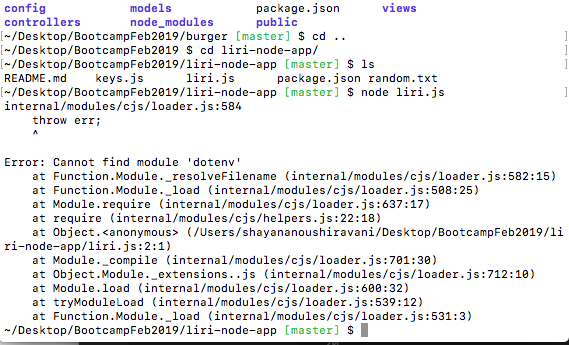 config           models           package.json     views
controllers      node_modules     public
[~/Desktop/BootcampFeb2019/burger [master] $ cd ..                    ]
[~/Desktop/BootcampFeb2019 $ cd liri-node-app/                        ]
[~/Desktop/BootcampFeb2019/liri-node-app [master] $ ls                ]
README.md    keys.js      liri.js      package.json random.txt
[~/Desktop/BootcampFeb2019/liri-node-app [master] $ node liri.js      ]
internal/modules/cjs/loader.js:584
    throw err;
    ^
Error: Cannot find module 'dotenv'
    at Function.Module._resolveFilename (internal/modules/cjs/loader.js:582:15)
    at Function.Module._load (internal/modules/cjs/loader.js:508:25)
    at Module.require (internal/modules/cjs/loader.js:637:17)
    at require (internal/modules/cjs/helpers.js:22:18)
    at Object.<anonymous> (/Users/shayananoushiravani/Desktop/BootcampFeb2019/li
ri-node-app/liri.js:2:1)
    at Module._compile (internal/modules/cjs/loader.js:701:30)
    at Object.Module._extensions..js (internal/modules/cjs/loader.js:712:10)
    at Module.load (internal/modules/cjs/loader.js:600:32)
    at tryModuleLoad (internal/modules/cjs/loader.js:539:12)
    at Function.Module._load (internal/modules/cjs/loader.js:531:3)
~/Desktop/BootcampFeb2019/liri-node-app [master] $